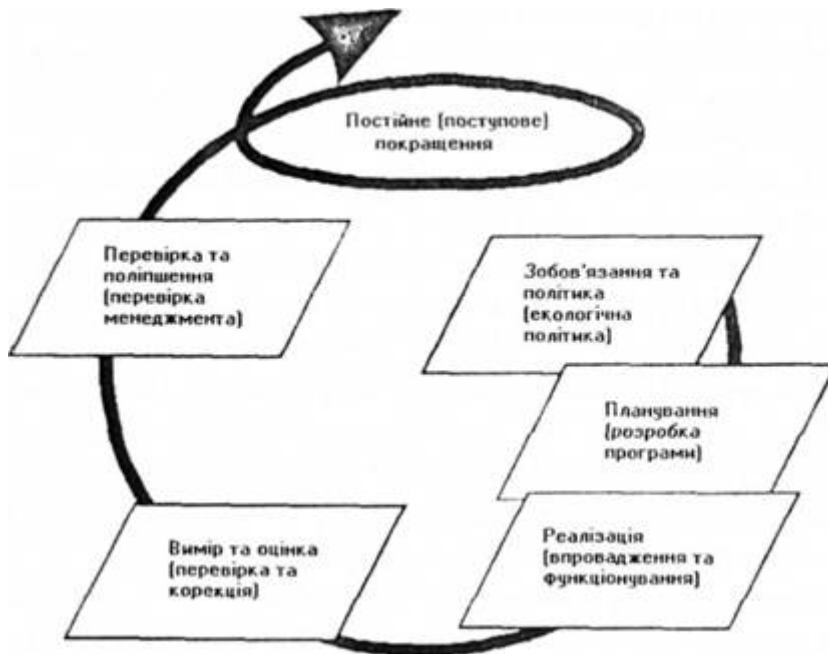 Постійне (поступове)
покращення
Перевірка та
поліпшення
(перевірка
менеджмента)
Зобов'язання та
політика
(екологічна
політика)
Планування
(розробка
програми)
Вимір та оцінка
(перевірка та
корекція)
Реалізація
(впровадження та
функціонування)